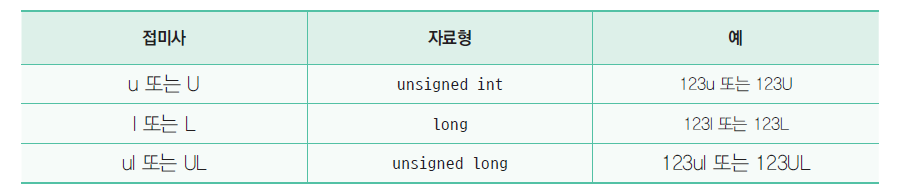 접미사 자료형 예
u 또는 U unsigned int 123u 또는 123U
l 또는 L long 123l 또는 123L
ul 또는 UL unsigned long 123ul 또는 123UL